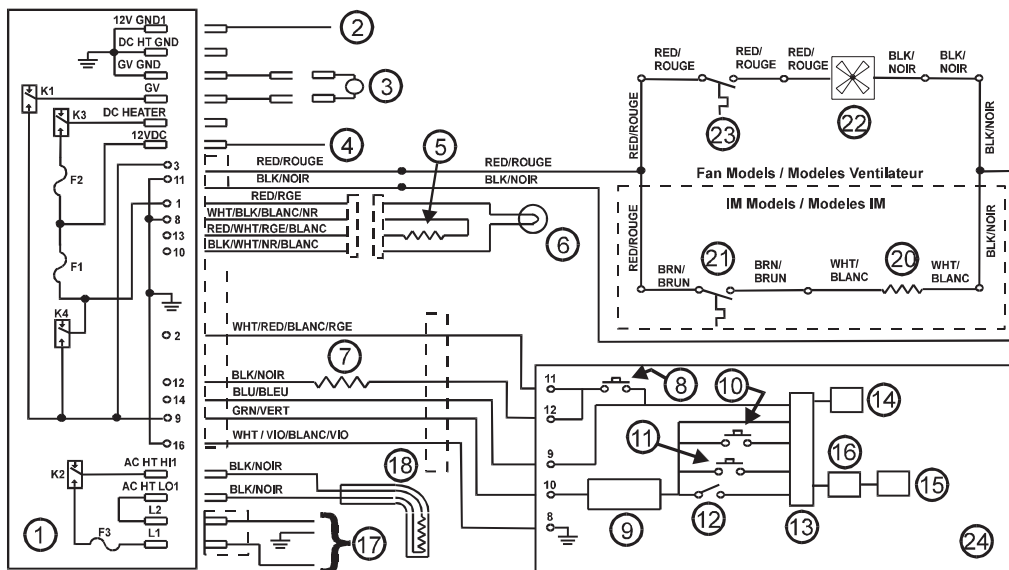 12V GND1
DC HT GND
GV GND
GV
K1
K3
DC HEATER
12VDC
3
11
F2
1
8
13
10
F1
K4
2
12
14
9
16
K2
AC HT HI1
AC HT LO1
L2
F3
L1
1
2
3
4
RED/ROUGE
RED/ROUGE
BLK/NOIR
BLK/NOIR
5
RED/RGE
WHT/BLK/BLANC/NR
RED/WHT/RGE/BLANC
BLK/WHT/NR/BLANC
6
WHT/RED/BLANC/RGE
7
BLK/NOIR
BLU/BLEU
GRN/VERT
WHT / VIO/BLANC/VIO
BLK/NOIR
BLK/NOIR
18
17
RED/
ROUGE
RED/
ROUGE
RED/
ROUGE
BLK/
NOIR
BLK/
NOIR
23
22
RED/ROUGE
BLK/NOIR
Fan Models / Modeles Ventilateur
IM Models / Modeles IM
RED/ROUGE
BLK/NOIR
BRN/
BRUN
21
BRN/
BRUN
WHT/
BLANC
20
WHT/
BLANC
11
8
10
14
12
11
9
16
10
15
8
9
12
13
24